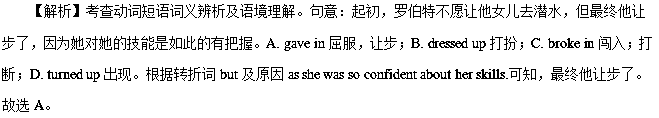 【解析】考查动词短语词义辨析及语境理解。句意：起初，罗伯特不愿让他女儿去潜水，但最终他让
步了，因为她对她的技能是如此的有把握。A. gave in 屈服，让步；B. dressed up 打扮；C. broke in 闯入；打
断；D. turned up 出现。根据转折词 but 及原因 as she was so confident about her skills.可知，最终他让步了。
故选 A。